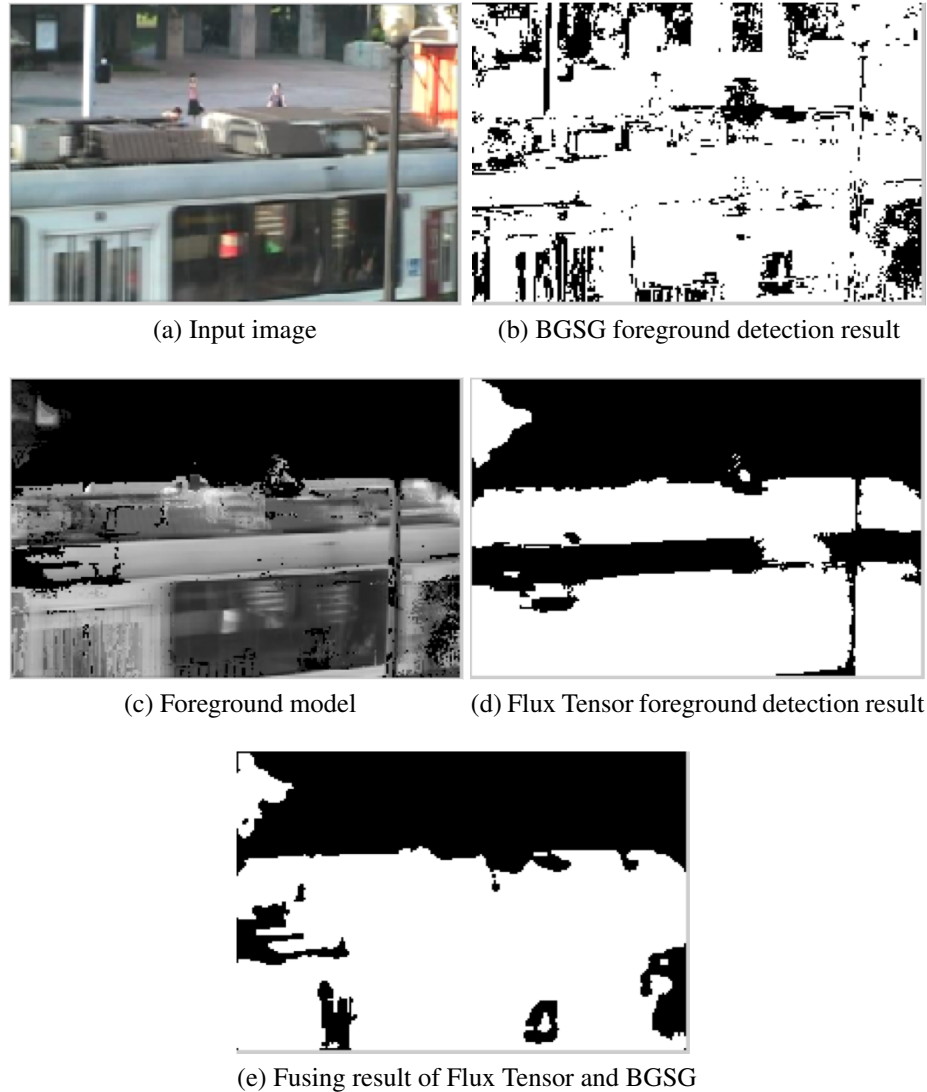 (a) Input image
(b) BGSG foreground detection result
(c) Foreground model
(d) Flux Tensor foreground detection result
(e) Fusing result of Flux Tensor and BGSG